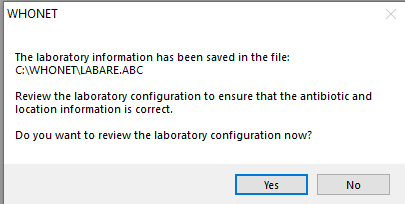 WHONET
The laboratory information has been saved in the file:
C:\WHONET\LABARE.ABC
Review the laboratory configuration to ensure that the antibiotic and
location information is correct.
Do you want to review the laboratory configuration now?
Yes
No